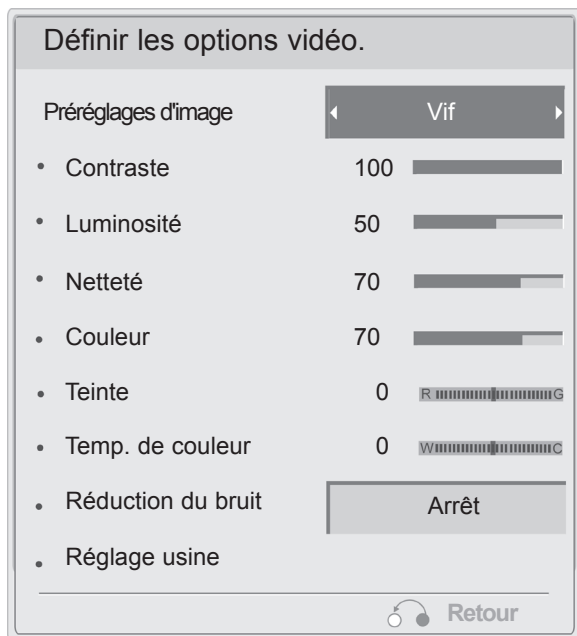 Définir les options vidéo.
Préréglages d'image Vif
• Contraste 100
• Luminosité 50
• Netteté 70
• Couleur 70
• Teinte 0 R G
• Temp. de couleur 0 W C
• Réduction du bruit Arrêt
• Réglage usine
Retour